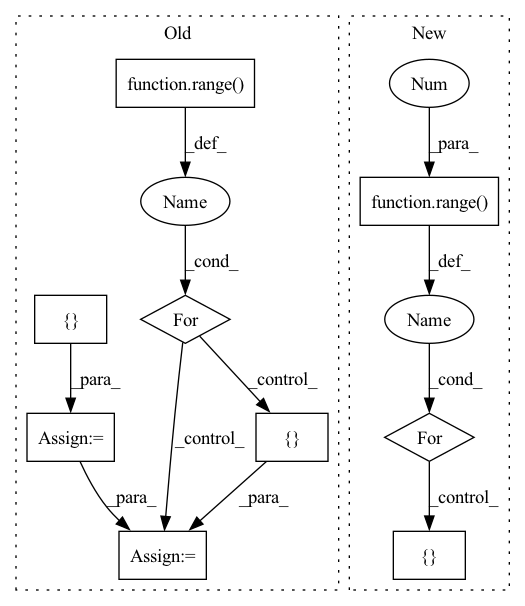 Old
function.range()
_def_
Name
_cond_
{}
For
_para_
_control_
Assign:=
_control_
{}
_para_
_para_
Assign:=
New
Num
_para_
function.range()
_def_
Name
_cond_
For
_control_
{}